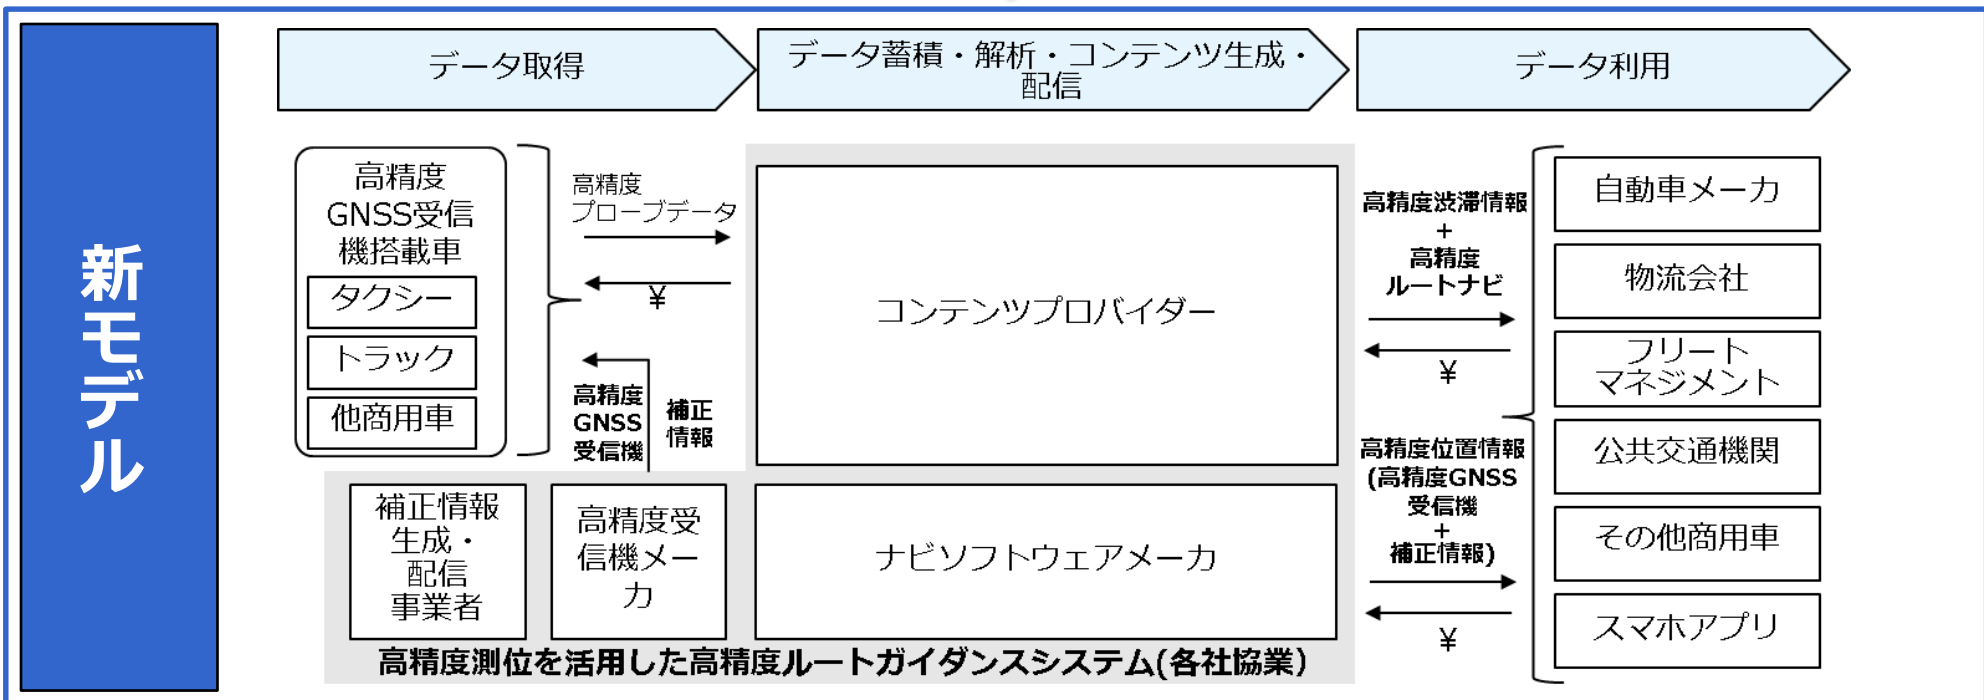 新モデル
データ取得
データ蓄積・解析・コンテンツ生成・
配信
データ利用
高精度
GNSS受信
機搭載車
タクシー
トラック
他商用車
高精度
プローブデータ
¥
高精度
GNSS
受信機
補正
情報
コンテンツプロバイダー
高精度渋滞情報
+
高精度
ルートナビ
¥
高精度位置情報
(高精度GNSS
受信機
+
補正情報)
¥
自動車メーカ
物流会社
フリート
マネジメント
公共交通機関
その他商用車
スマホアプリ
補正情報
生成・
配信
事業者
高精度受
信機メー
カ
ナビソフトウェアメーカ
高精度測位を活用した高精度ルートガイダンスシステム(各社協業)